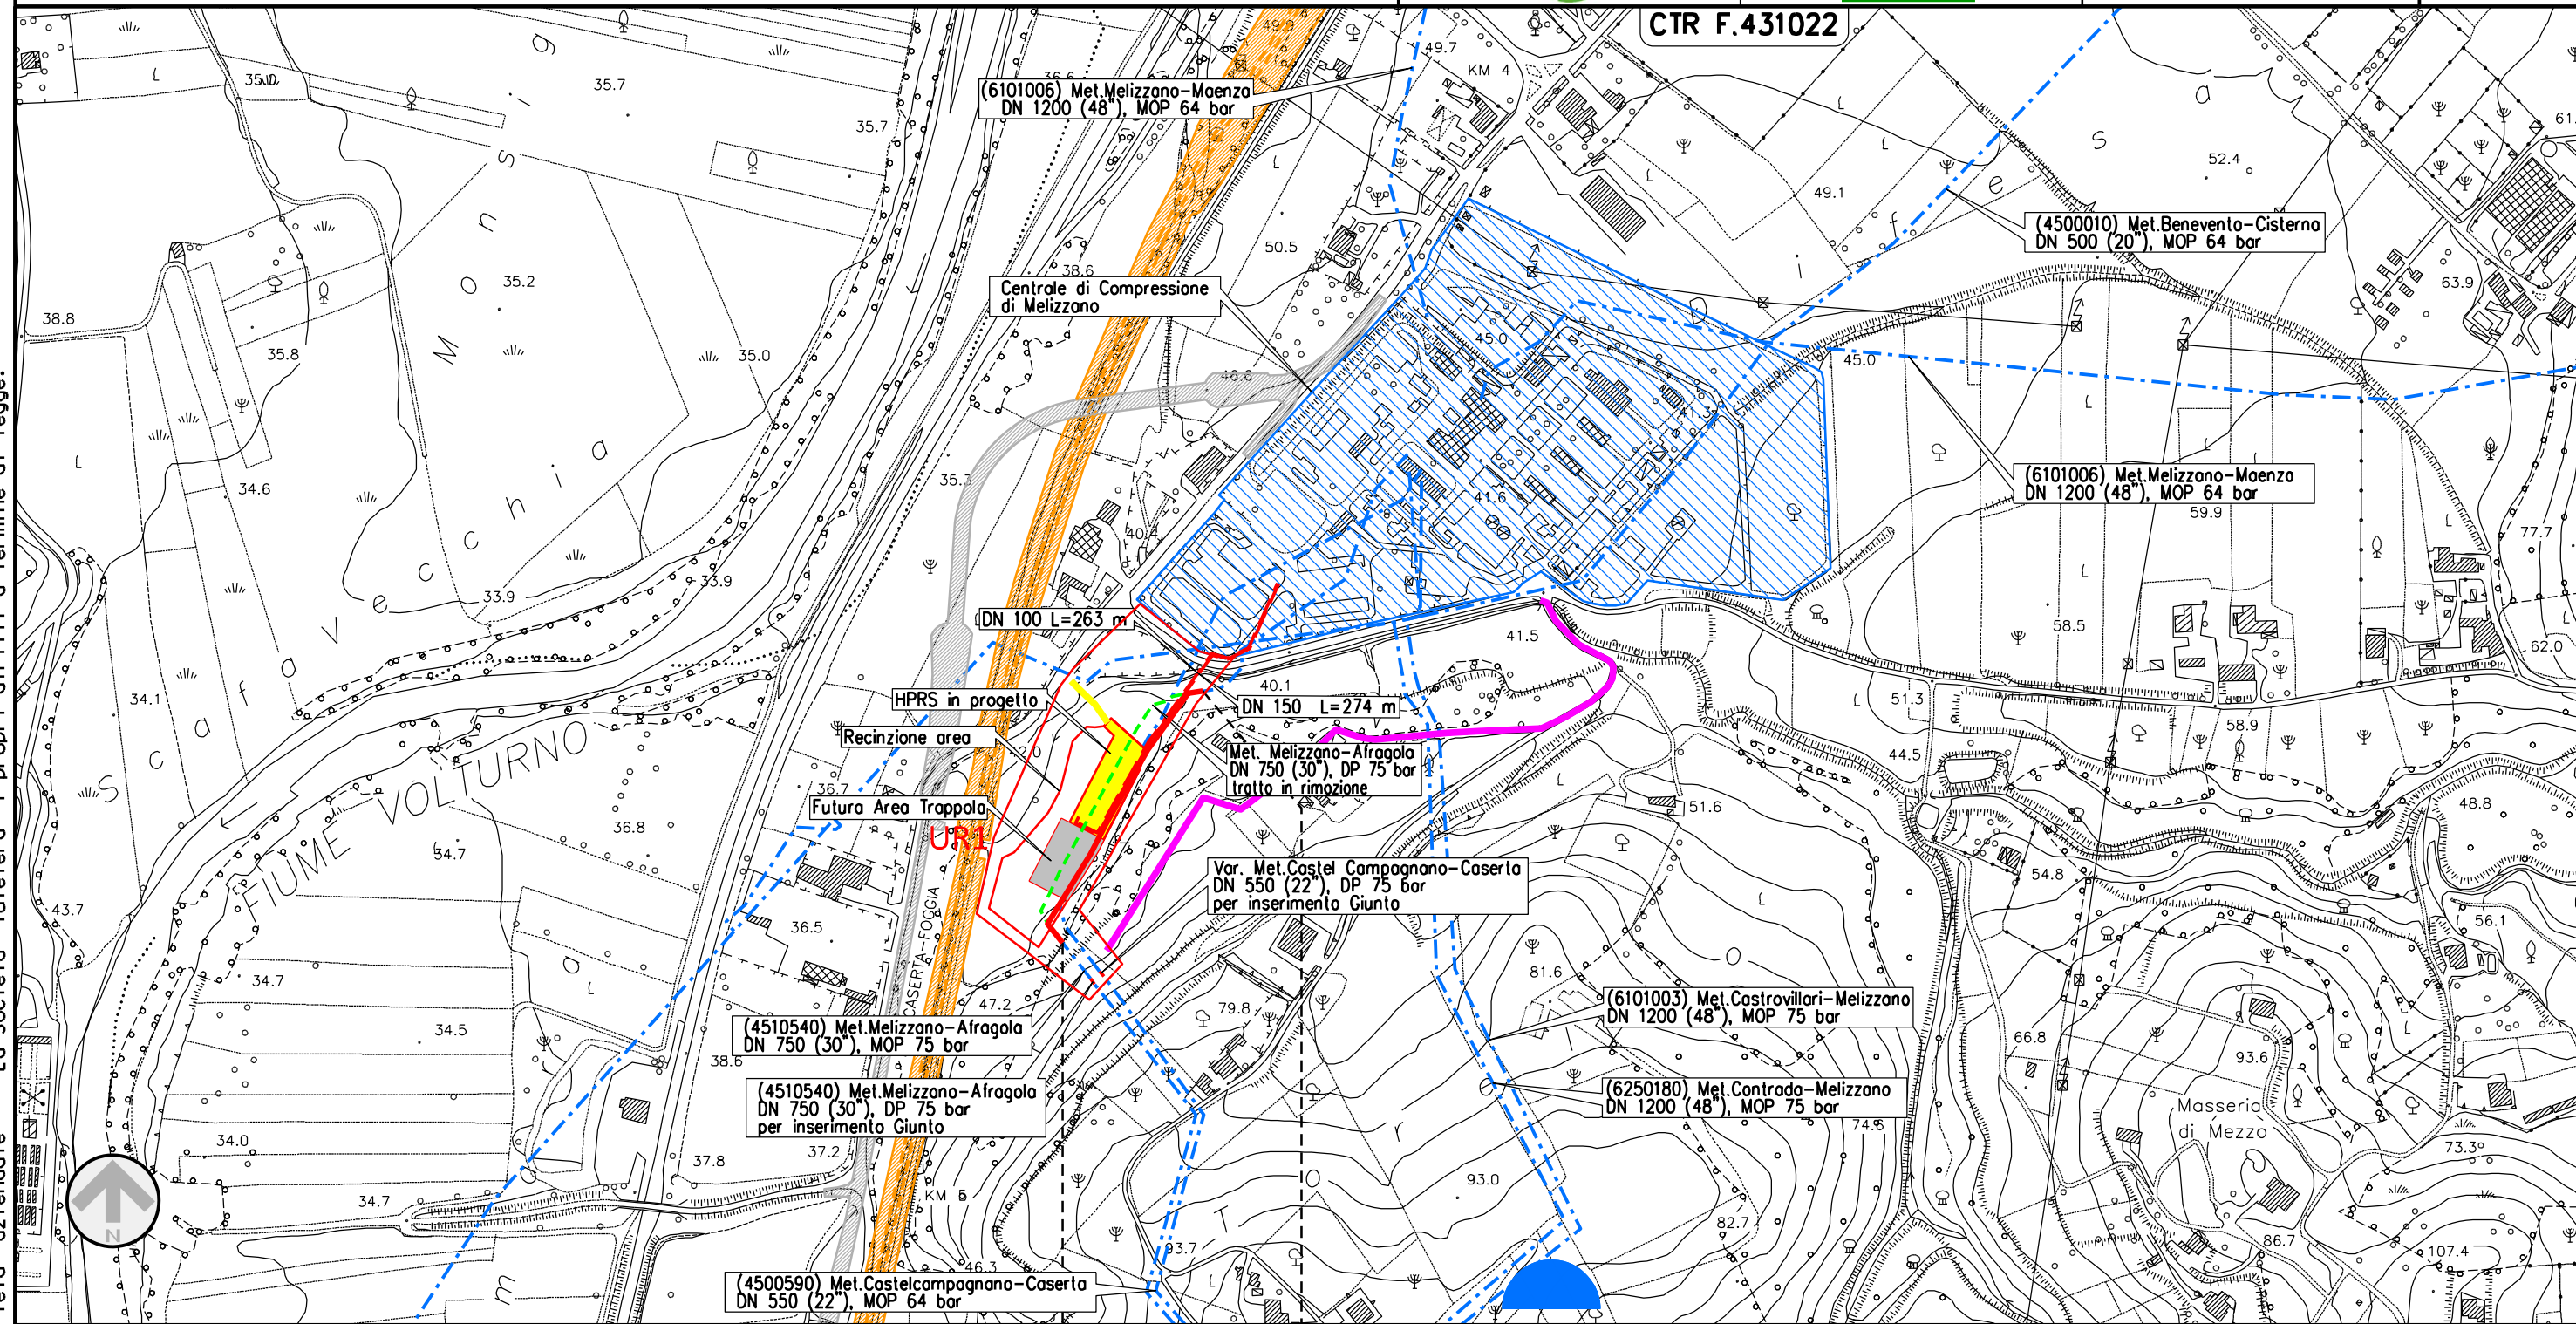 CTR F.431022
(6101006) Met.Melizzano-Maenza
DN 1200 (48"), MOP 64 bar
Centrale di Compressione
di Melizzano
(4500010) Met.Benevento-Cisterna
DN 500 (20"), MOP 64 bar
(6101006) Met.Melizzano-Maenza
DN 1200 (48"), MOP 64 bar
DN 100 L=263 m
HPRS in progetto
Recinzione area
Futura Area Trappola
UR1
DN 150 L=274 m
Met. Melizzano-Afragola
DN 750 (30"), DP 75 bar
tratto in rimozione
Var. Met.Castel Campagnano-Caserta
DN 550 (22"), DP 75 bar
per inserimento Giunto
(4510540) Met.Melizzano-Afragola
DN 750 (30"), MOP 75 bar
(4510540) Met.Melizzano-Afragola
DN 750 (30"), DP 75 bar
per inserimento Giunto
(6101003) Met.Castrovillari-Melizzano
DN 1200 (48"), MOP 75 bar
(6250180) Met.Contrada-Melizzano
DN 1200 (48"), MOP 75 bar
(4500590) Met.Castelcampagnano-Caserta
DN 550 (22"), MOP 64 bar
FIUME VOLTURNO
Scafa vecchia
Monsig
CASERTA-FOGGIA
Masseria
di Mezzo
KM 4
KM 5
N
35.7
35.7
35.2
38.8
35.8
35.0
34.6
33.9
33.9
34.1
36.8
34.7
43.7
34.7
34.5
34.0
34.7
36.7
36.5
38.6
37.8
37.2
47.2
46.3
93.7
79.8
81.6
93.0
82.7
74.6
66.8
93.6
73.3
86.7
107.4
56.1
54.8
48.8
51.6
44.5
51.3
58.9
58.5
62.0
77.7
59.9
63.9
52.4
49.1
49.7
50.5
38.6
46.6
45.0
45.0
41.3
41.6
40.4
41.5
40.1